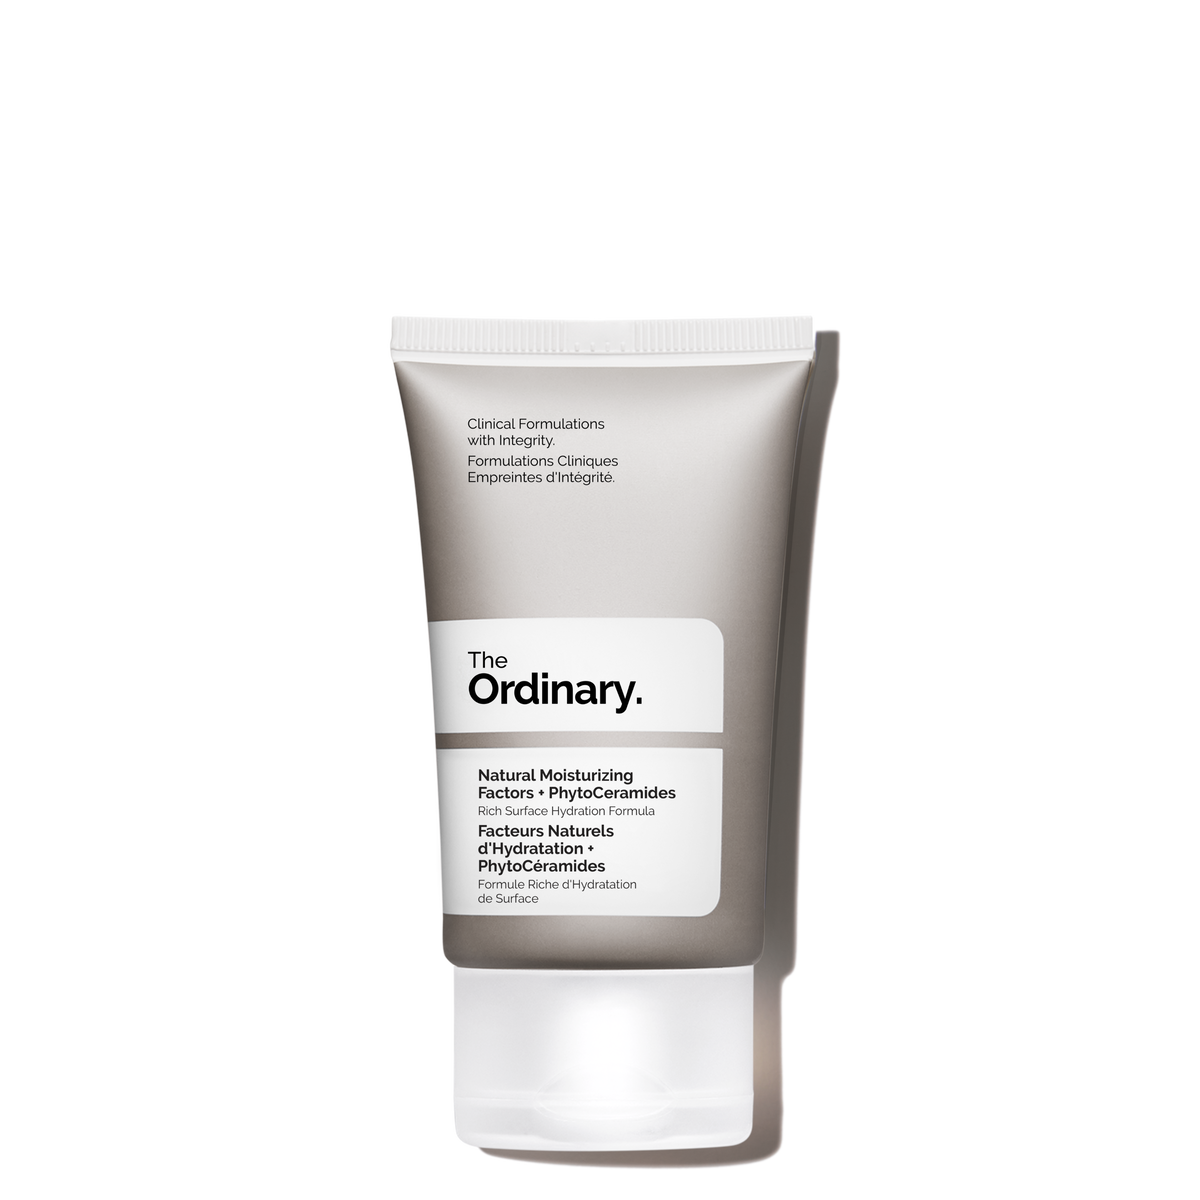 Clinical Formulations
with Integrity.
Formulations Cliniques
Empreintes d'Intégrité.
The
Ordinary.
Natural Moisturizing
Factors + PhytoCeramides
Rich Surface Hydration Formula
Facteurs Naturels
d'Hydratation +
PhytoCéramides
Formule Riche d'Hydratation
de Surface